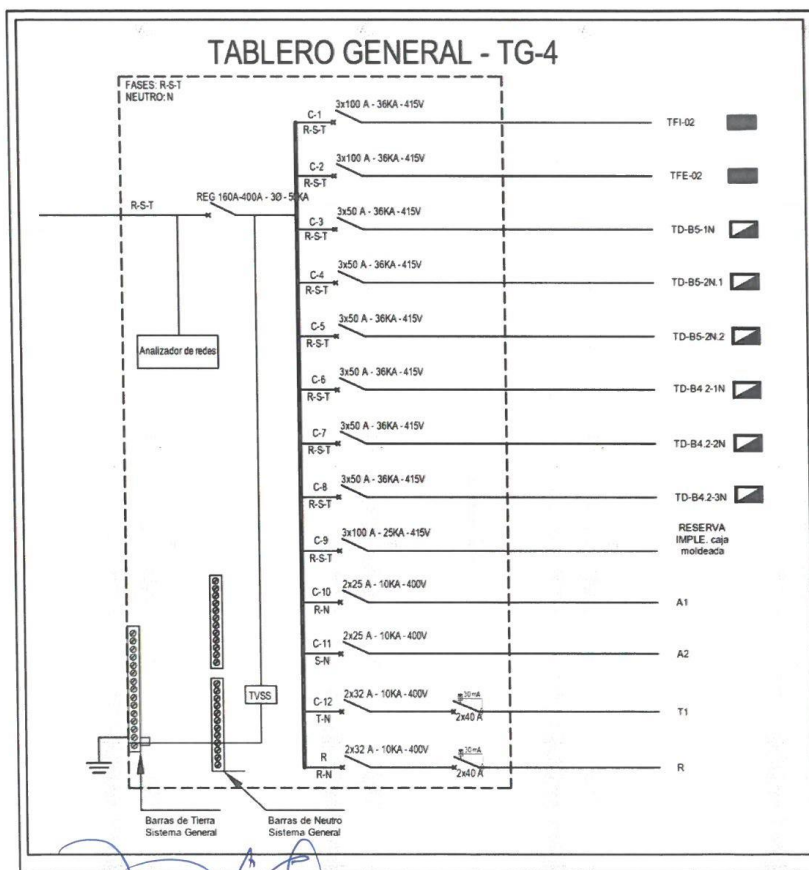 TABLERO GENERAL - TG-4
FASES: R-S-T
NEUTRO: N
R-S-T
REG 160A-400A - 3Ø - 50KA
Analizador de redes
TVSS
C-1
R-S-T
3x100 A - 36KA - 415V
TFI-02
C-2
R-S-T
3x100 A - 36KA - 415V
TFE-02
C-3
R-S-T
3x50 A - 36KA - 415V
TD-B5-1N
C-4
R-S-T
3x50 A - 36KA - 415V
TD-B5-2N.1
C-5
R-S-T
3x50 A - 36KA - 415V
TD-B5-2N.2
C-6
R-S-T
3x50 A - 36KA - 415V
TD-B4.2-1N
C-7
R-S-T
3x50 A - 36KA - 415V
TD-B4.2-2N
C-8
R-S-T
3x50 A - 36KA - 415V
TD-B4.2-3N
C-9
R-S-T
3x100 A - 25KA - 415V
RESERVA
IMPLE. caja
moldeada
C-10
R-N
2x25 A - 10KA - 400V
A1
C-11
S-N
2x25 A - 10KA - 400V
A2
C-12
T-N
2x32 A - 10KA - 400V
30mA
2x40 A
T1
R
R-N
2x32 A - 10KA - 400V
30mA
2x40 A
R
Barras de Tierra
Sistema General
Barras de Neutro
Sistema General